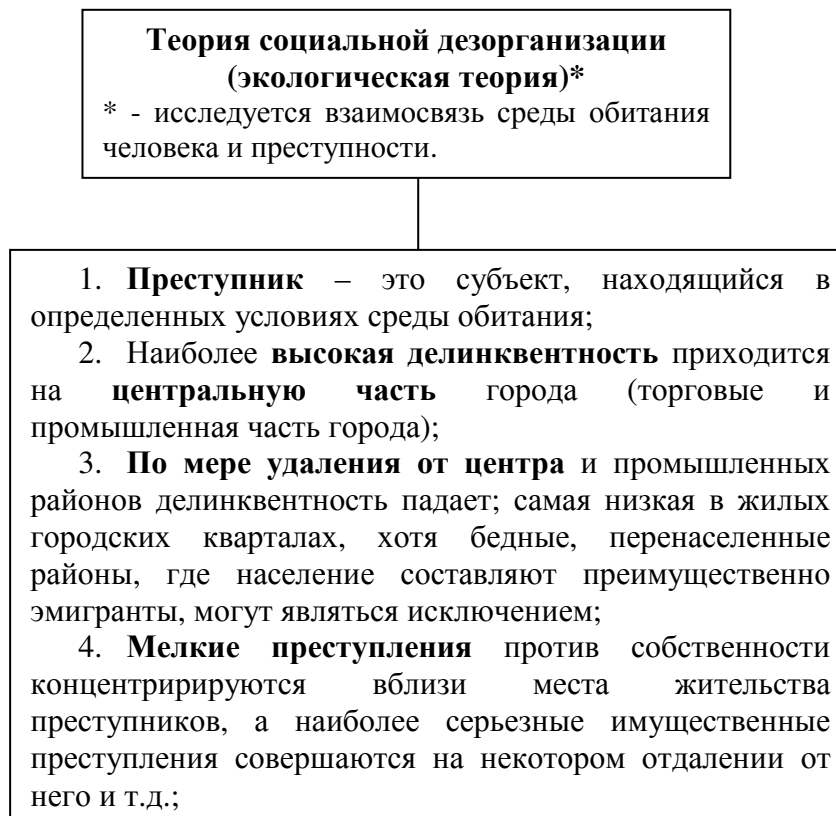 Теория социальной дезорганизации
(экологическая теория)*
* - исследуется взаимосвязь среды обитания
человека и преступности.
1. Преступник – это субъект, находящийся в
определенных условиях среды обитания;
2. Наиболее высокая делинквентность приходится
на центральную часть города (торговые и
промышленная часть города);
3. По мере удаления от центра и промышленных
районов делинквентность падает; самая низкая в жилых
городских кварталах, хотя бедные, перенаселенные
районы, где население составляют преимущественно
эмигранты, могут являться исключением;
4. Мелкие преступления против собственности
концентририруются вблизи места жительства
преступников, а наиболее серьезные имущественные
преступления совершаются на некотором отдалении от
него и т.д.;